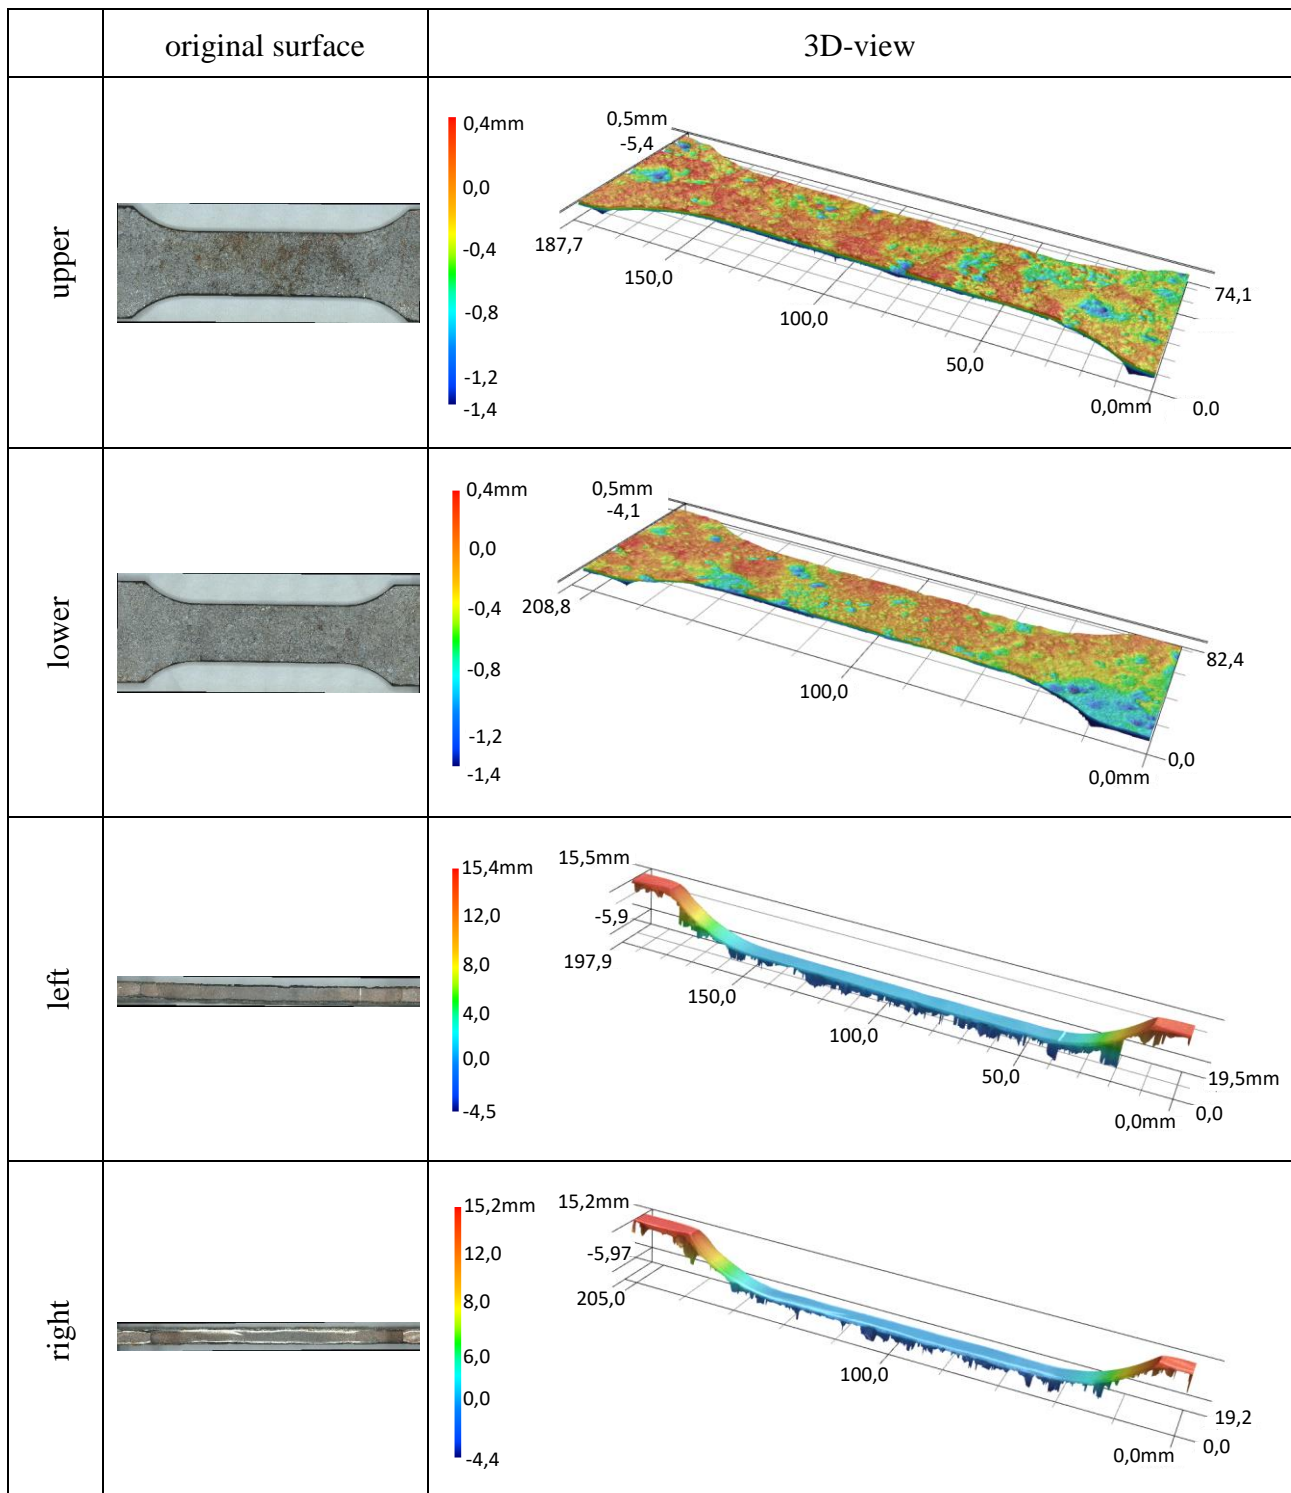 original surface
3D-view
upper
0,4mm
0,0
-0,4
-0,8
-1,2
-1,4
0,5mm
-5,4
187,7
150,0
100,0
50,0
0,0mm
0,0
74,1
lower
0,4mm
0,0
-0,4
-0,8
-1,2
-1,4
0,5mm
-4,1
208,8
100,0
0,0mm
0,0
82,4
left
15,4mm
12,0
8,0
4,0
0,0
-4,5
15,5mm
-5,9
197,9
150,0
100,0
50,0
0,0mm
0,0
19,5mm
right
15,2mm
12,0
8,0
6,0
0,0
-4,4
15,2mm
-5,97
205,0
100,0
0,0mm
0,0
19,2